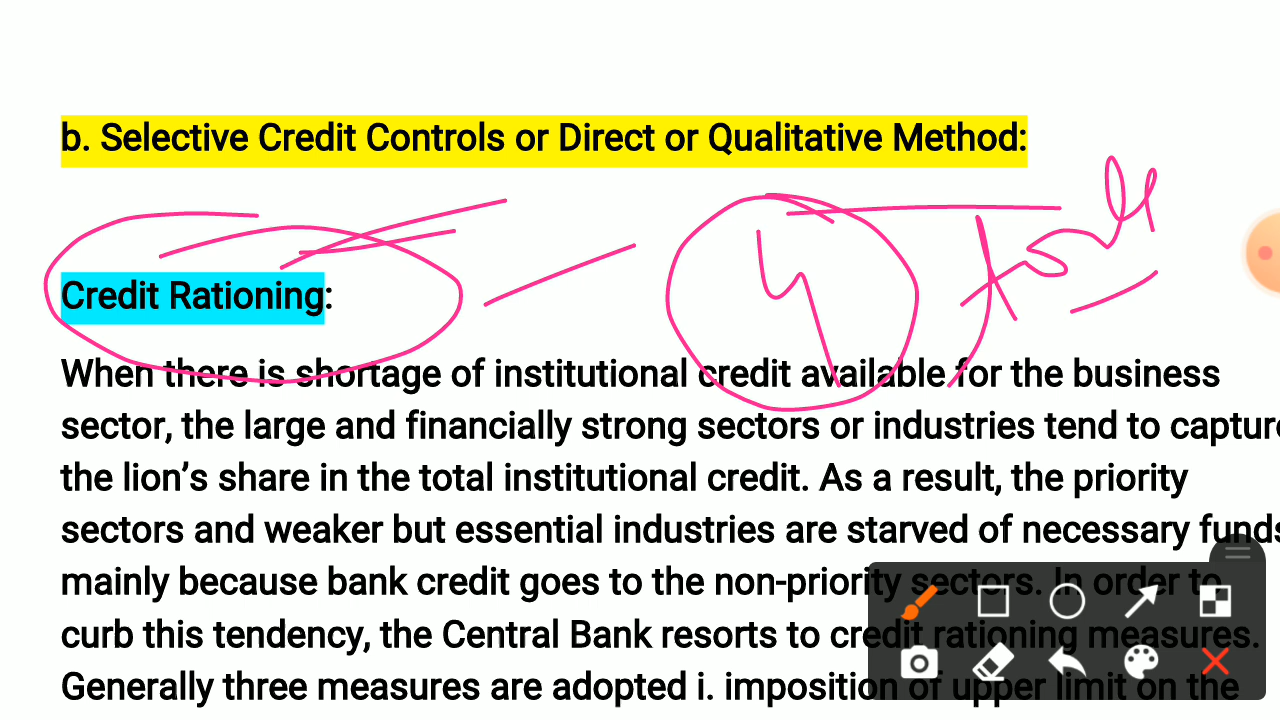 b. Selective Credit Controls or Direct or Qualitative Method:
4 tools
Credit Rationing:
When there is shortage of institutional credit available for the business
sector, the large and financially strong sectors or industries tend to captur
the lion’s share in the total institutional credit. As a result, the priority
sectors and weaker but essential industries are starved of necessary funds
mainly because bank credit goes to the non-priority sectors. In order to
curb this tendency, the Central Bank resorts to credit rationing measures.
Generally three measures are adopted i. imposition of upper limit on the